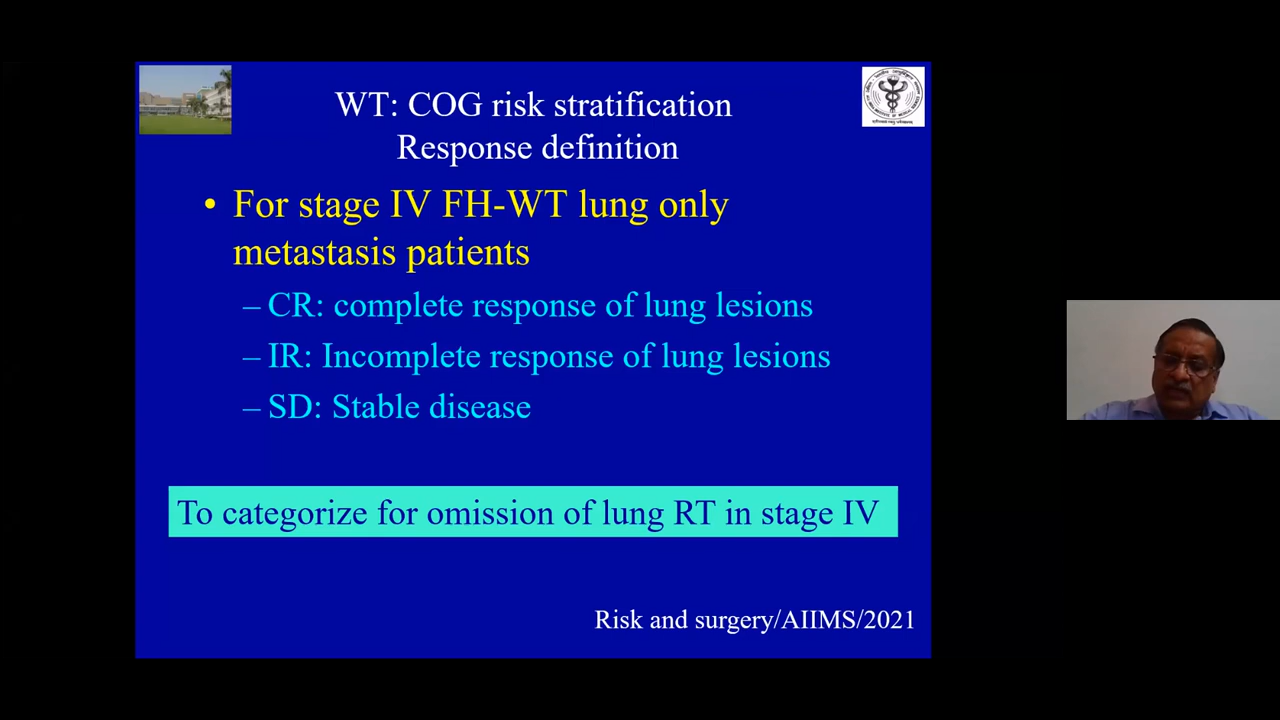 WT: COG risk stratification
Response definition
• For stage IV FH-WT lung only
metastasis patients
– CR: complete response of lung lesions
– IR: Incomplete response of lung lesions
– SD: Stable disease
To categorize for omission of lung RT in stage IV
Risk and surgery/AIIMS/2021